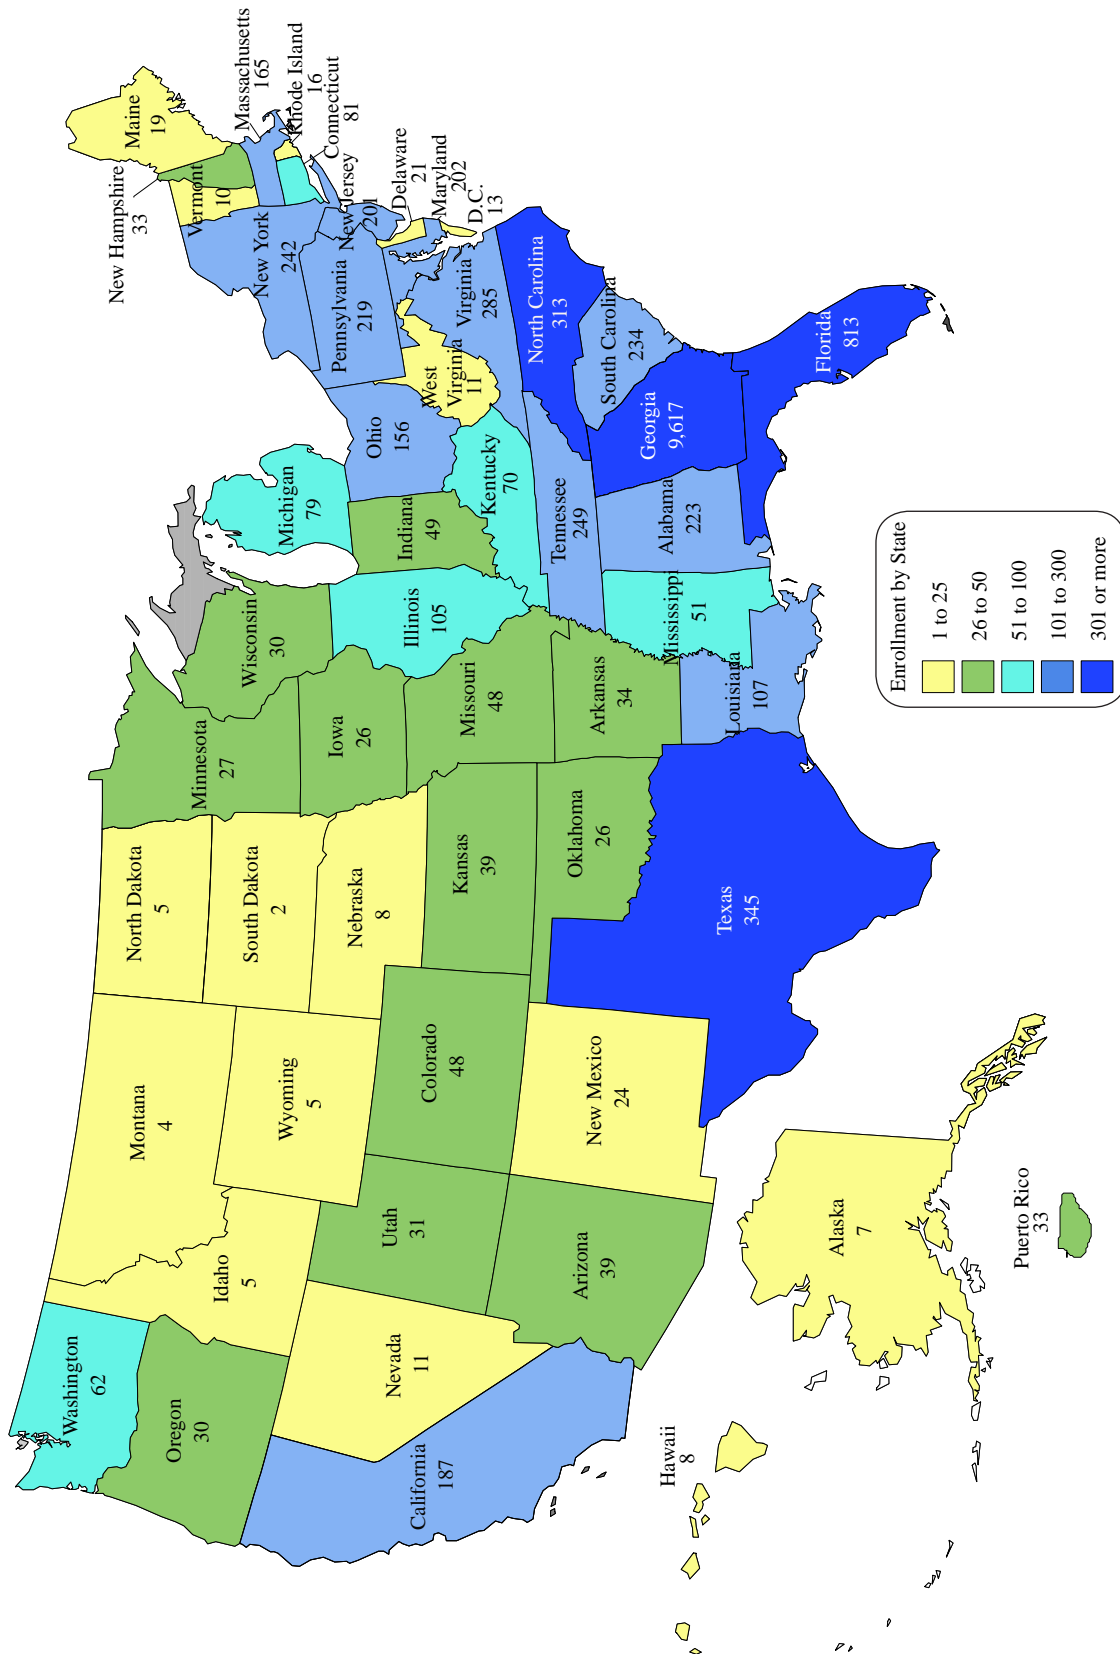 Washington
62
Oregon
30
California
187
Nevada
11
Idaho
5
Montana
4
Wyoming
5
Utah
31
Arizona
39
Colorado
48
New Mexico
24
North Dakota
5
South Dakota
2
Nebraska
8
Kansas
39
Oklahoma
26
Texas
345
Minnesota
27
Iowa
26
Missouri
48
Arkansas
34
Louisiana
107
Wisconsin
30
Illinois
105
Mississippi
51
Michigan
79
Indiana
49
Kentucky
70
Tennessee
249
Alabama
223
Ohio
156
West
Virginia
11
Georgia
9,617
Florida
813
South Carolina
234
North Carolina
313
Virginia
285
Pennsylvania
219
New York
242
Vermont
10
New Hampshire
33
Maine
19
Massachusetts
165
Rhode Island
16
Connecticut
81
New Jersey
201
Delaware
21
Maryland
202
D.C.
13
Hawaii
8
Alaska
7
Puerto Rico
33
Enrollment by State
1 to 25
26 to 50
51 to 100
101 to 300
301 or more